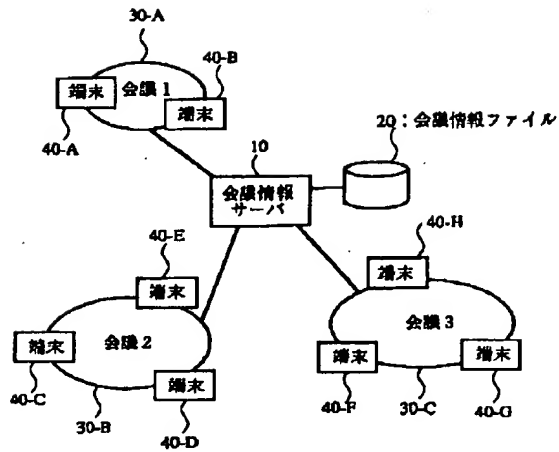 30-A
40-B
端末
会議1
端末
40-A
20:会議情報ファイル
10
会議情報
サーバ
40-E
40-H
端末
端末
会議2
会議3
端末
端末
端末
端末
40-C
30-B
40-D
40-F
30-C
40-G